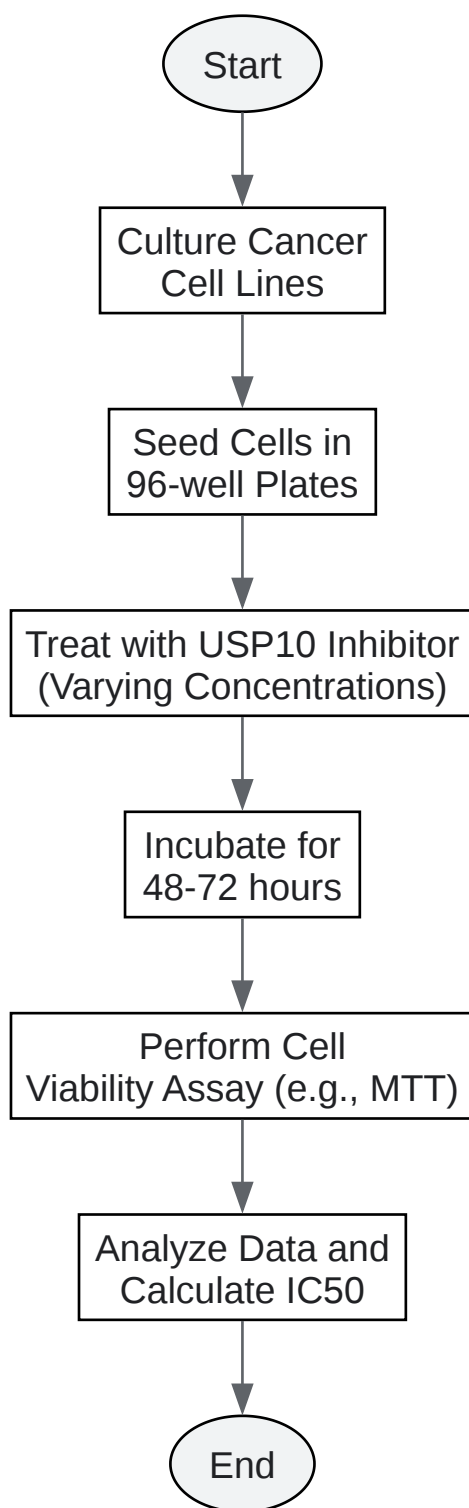 Start
Culture Cancer
Cell Lines
Seed Cells in
96-well Plates
Treat with USP10 Inhibitor
(Varying Concentrations)
Incubate for
48-72 hours
Perform Cell
Viability Assay (e.g., MTT)
Analyze Data and
Calculate IC50
End